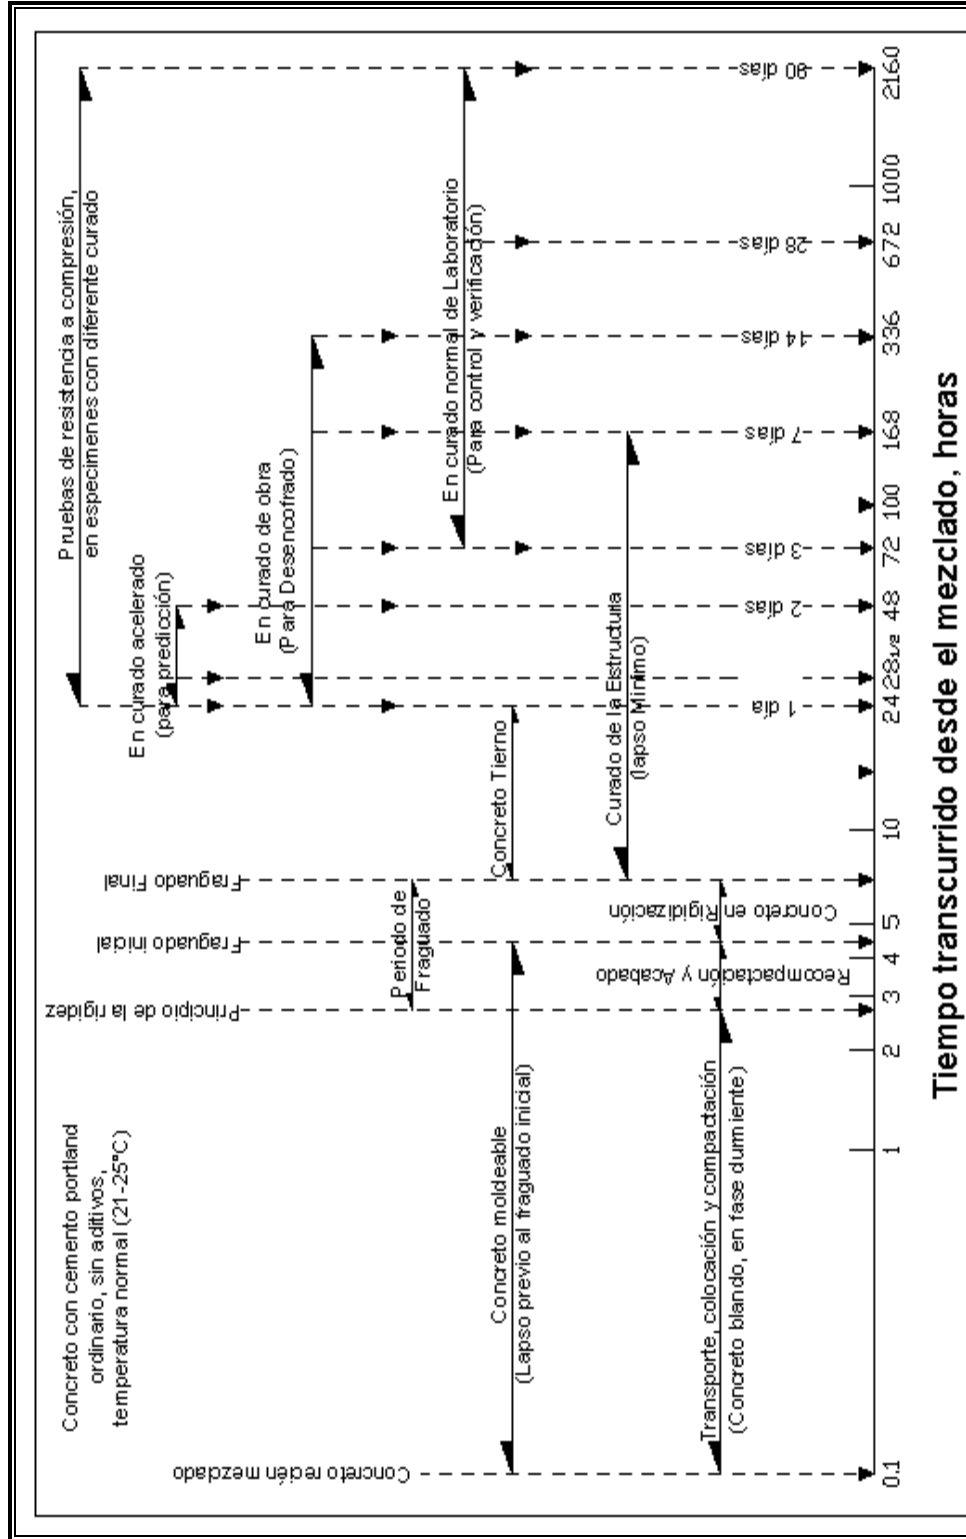 Concreto con cemento portland
ordinario, sin aditivos,
temperatura normal (21-25°C)
Pruebas de resistencia a compresión,
en especimenes con diferente curado
En curado acelerado
(para predicción)
En curado de obra
(Para Desencofrado)
En curado normal de Laboratorio
(Para control y verificación)
Concreto recién mezclado
Principio de la rigidez
Fraguado inicial
Fraguado Final
Periodo de
Fraguado
Concreto moldeable
(Lapso previo al fraguado inicial)
Concreto Tierno
Curado de la Estructura
(lapso Mínimo)
Transporte, colocación y compactación
(Concreto blando, en fase durmiente)
Recompactación y Acabado
Concreto en Rigidización
1 día
2 días
3 días
7 días
14 días
28 días
90 días
0.1
1
2
3
4
5
10
24
28 1/2
48
72
100
168
336
672
1000
2160
Tiempo transcurrido desde el mezclado, horas